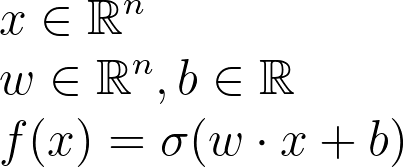 x ∈ ℝⁿ
w ∈ ℝⁿ, b ∈ ℝ
f(x) = σ(w · x + b)